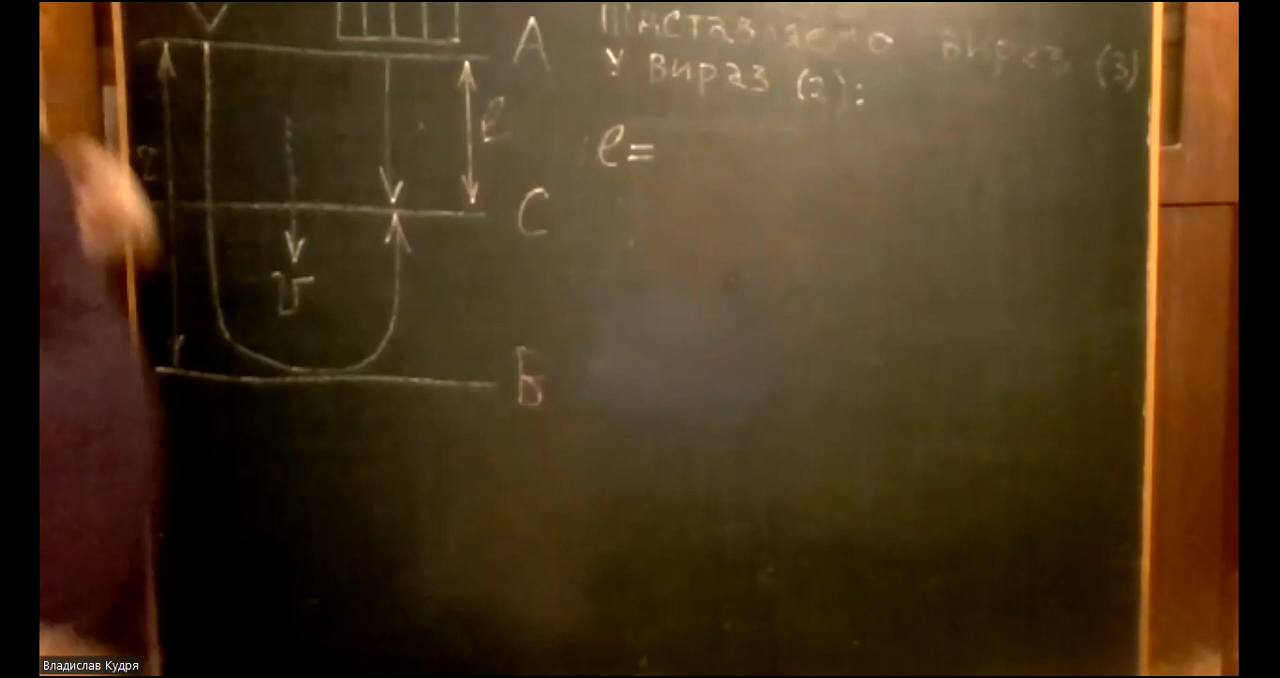 A
Підставляємо вираз (3)
у вираз (2):
ℓ
ℓ=
C
v
Б
Владислав Кудря